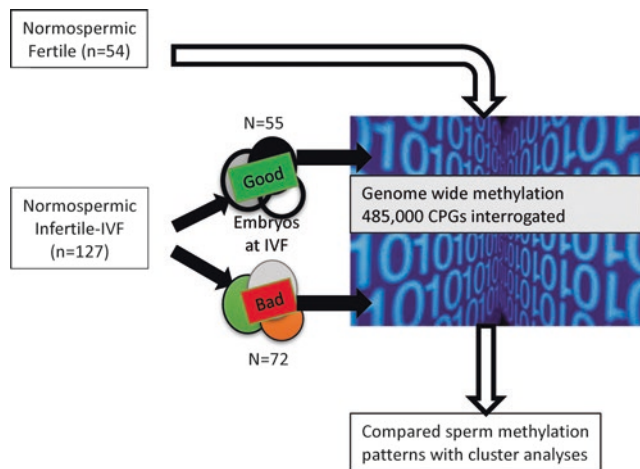 Normospermic
Fertile (n=54)
N=55
Good
Normospermic
Infertile-IVF
(n=127)
Embryos
at IVF
Bad
N=72
Genome wide methylation
485,000 CPGs interrogated
Compared sperm methylation
patterns with cluster analyses